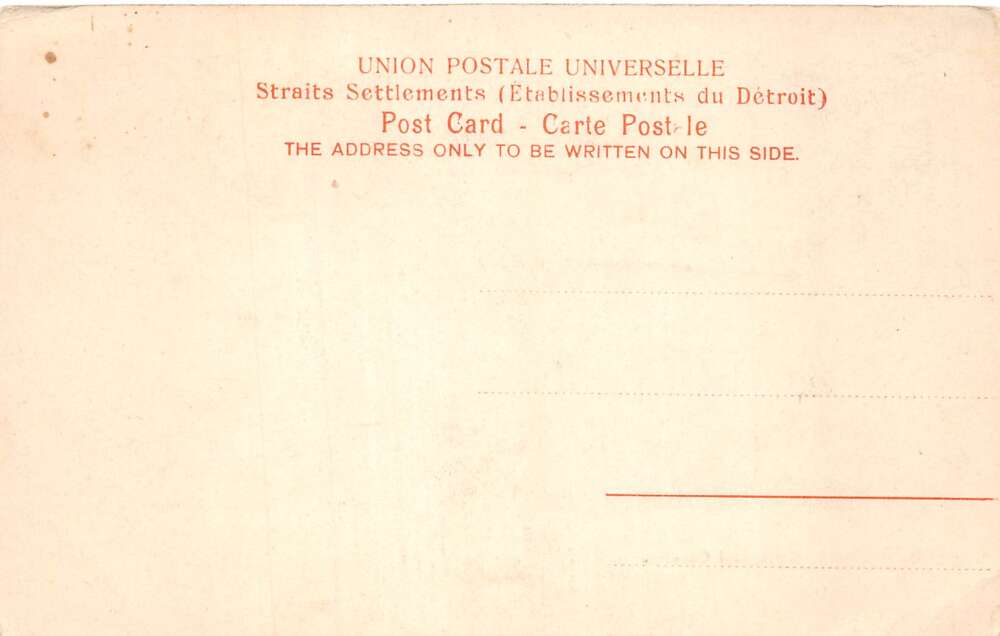 UNION POSTALE UNIVERSELLE
Straits Settlements (Établissements du Détroit)
Post Card - Carte Postale
THE ADDRESS ONLY TO BE WRITTEN ON THIS SIDE.